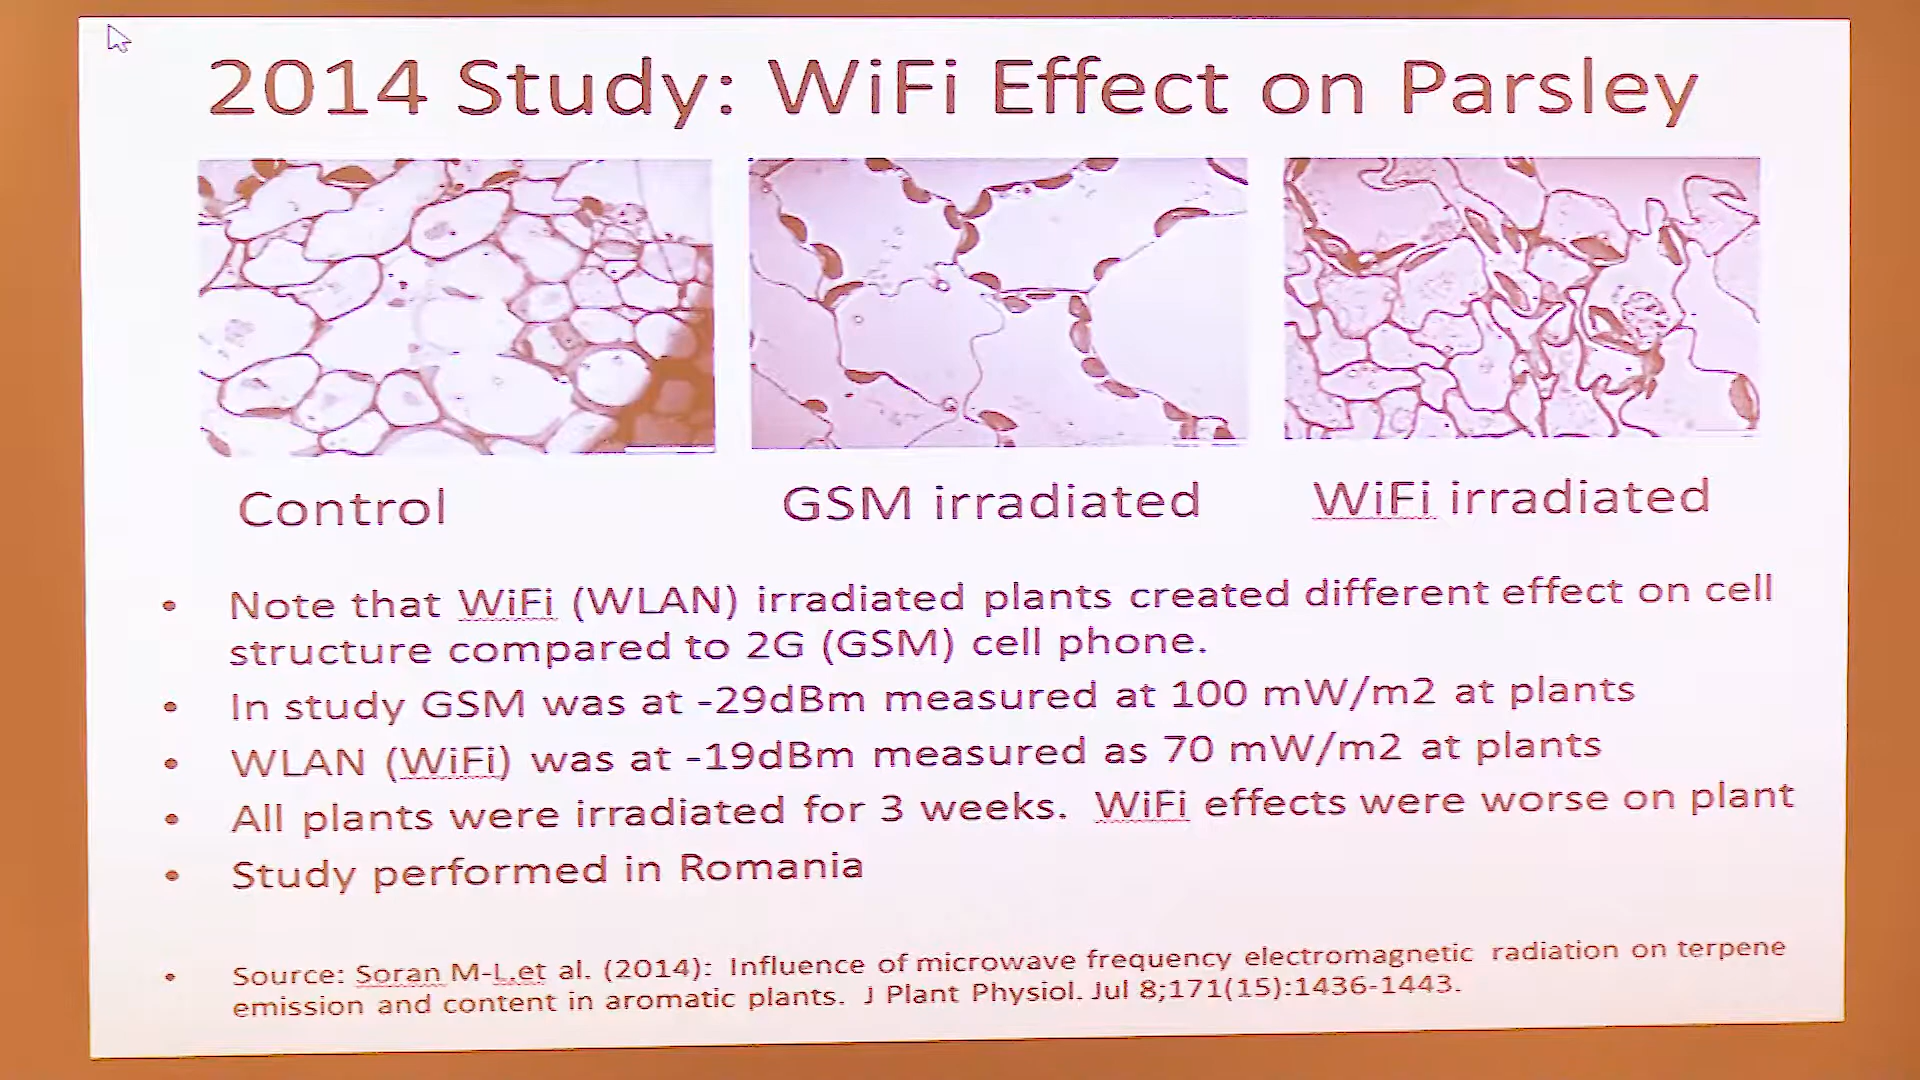 2014 Study: WiFi Effect on Parsley
Control
GSM irradiated
WiFi irradiated
• Note that WiFi (WLAN) irradiated plants created different effect on cell
structure compared to 2G (GSM) cell phone.
• In study GSM was at -29dBm measured at 100 mW/m2 at plants
• WLAN (WiFi) was at -19dBm measured as 70 mW/m2 at plants
• All plants were irradiated for 3 weeks. WiFi effects were worse on plant
• Study performed in Romania
• Source: Soran M-L.et al. (2014): Influence of microwave frequency electromagnetic radiation on terpene
emission and content in aromatic plants. J Plant Physiol. Jul 8;171(15):1436-1443.